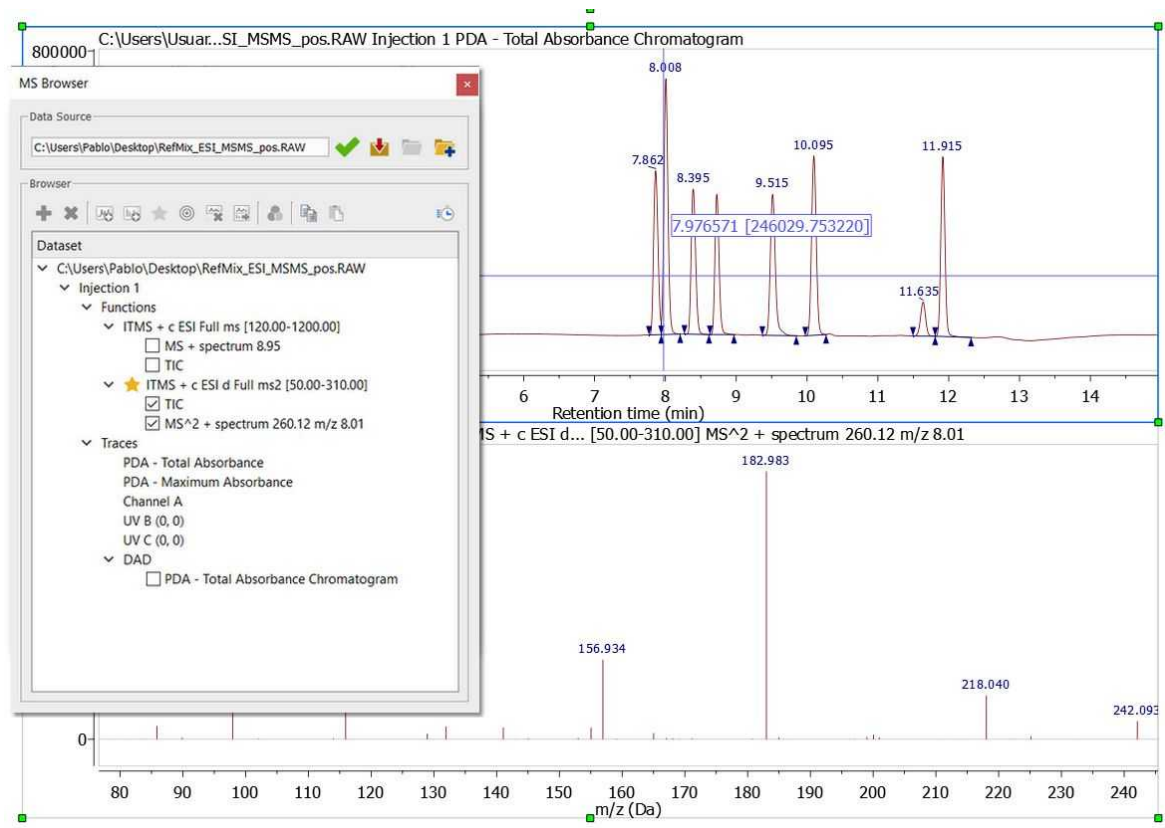 C:\Users\Usuar...SI_MSMS_pos.RAW Injection 1 PDA - Total Absorbance Chromatogram
800000
8.008
7.862
8.395
9.515
10.095
11.915
7.976571 [246029.753220]
11.635
6 7 8 9 10 11 12 13 14
Retention time (min)
MS Browser
Data Source
C:\Users\Pablo\Desktop\RefMix_ESI_MSMS_pos.RAW
Browser
Dataset
C:\Users\Pablo\Desktop\RefMix_ESI_MSMS_pos.RAW
Injection 1
Functions
ITMS + c ESI Full ms [120.00-1200.00]
MS + spectrum 8.95
TIC
ITMS + c ESI d Full ms2 [50.00-310.00]
TIC
MS^2 + spectrum 260.12 m/z 8.01
Traces
PDA - Total Absorbance
PDA - Maximum Absorbance
Channel A
UV B (0, 0)
UV C (0, 0)
DAD
PDA - Total Absorbance Chromatogram
MS + c ESI d... [50.00-310.00] MS^2 + spectrum 260.12 m/z 8.01
182.983
156.934
218.040
242.093
0
80 90 100 110 120 130 140 150 160 170 180 190 200 210 220 230 240
m/z (Da)